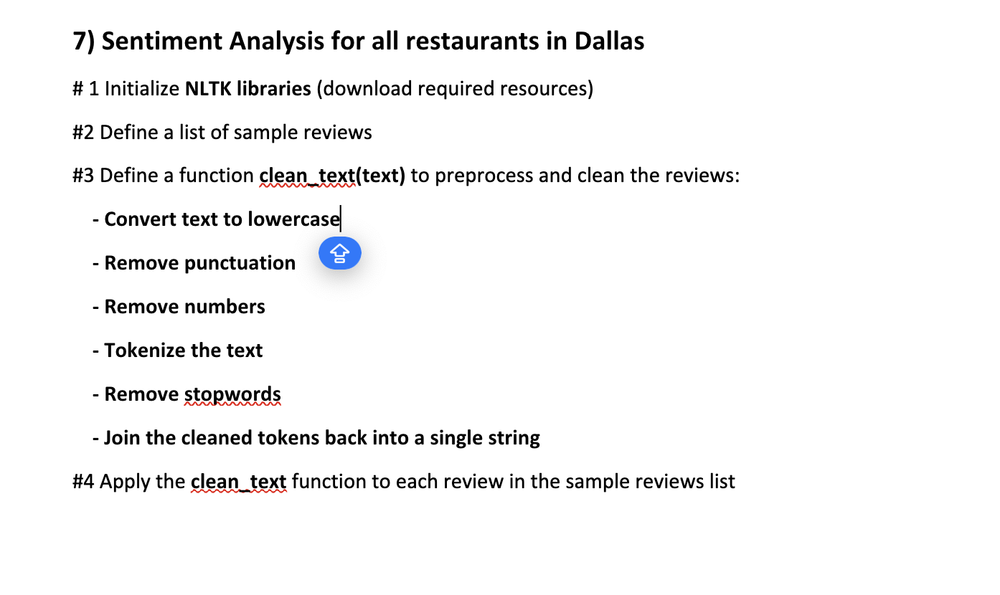 7) Sentiment Analysis for all restaurants in Dallas
# 1 Initialize NLTK libraries (download required resources)
#2 Define a list of sample reviews
#3 Define a function clean_text(text) to preprocess and clean the reviews:
- Convert text to lowercase
- Remove punctuation
- Remove numbers
- Tokenize the text
- Remove stopwords
- Join the cleaned tokens back into a single string
#4 Apply the clean_text function to each review in the sample reviews list